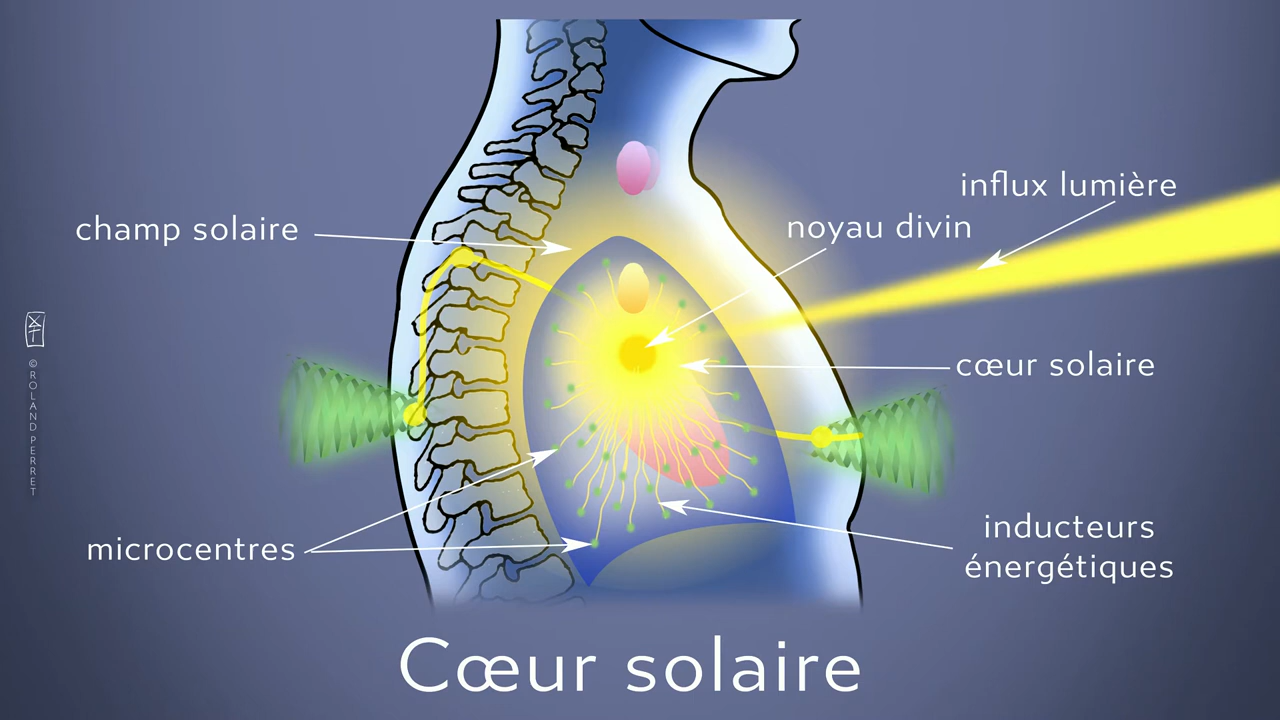 influx lumière
champ solaire
noyau divin
cœur solaire
microcentres
inducteurs
énergétiques
© ROLAND PERRET
Cœur solaire